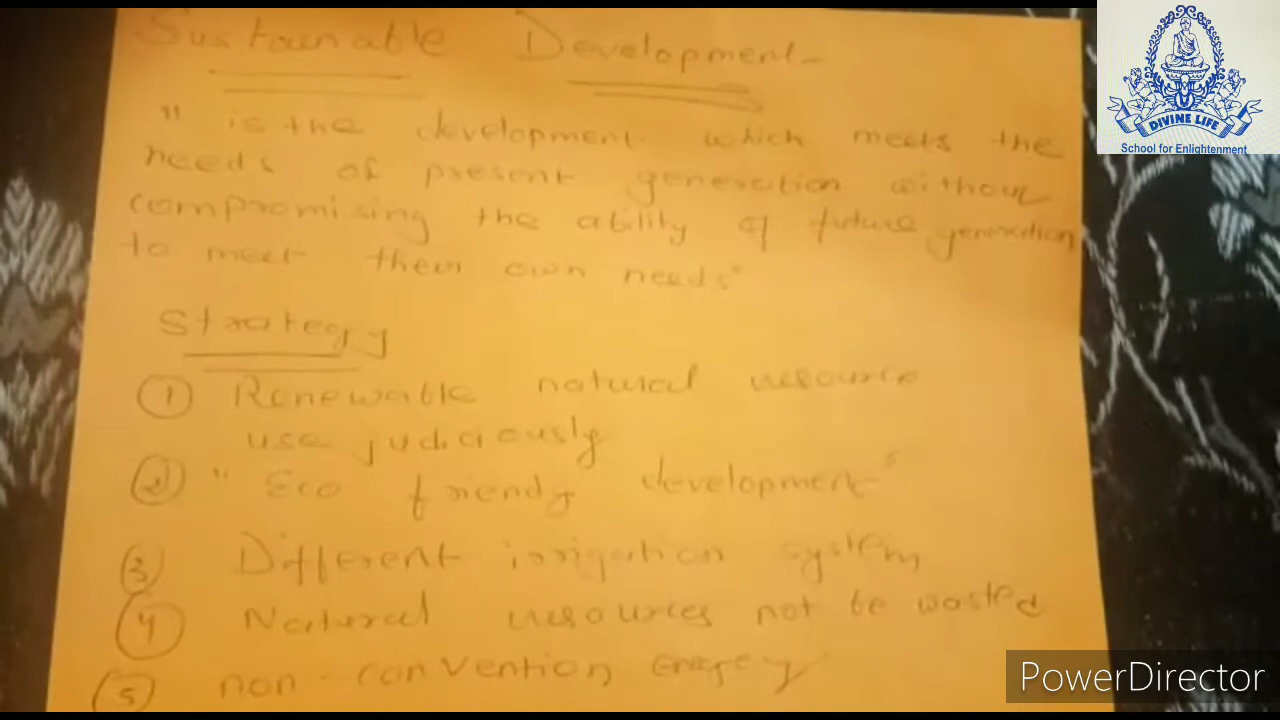 Sustainable Development -
" is the development which meets the
needs of present generation without
compromising the ability of future generation
to meet their own needs"
Strategy
① Renewable natural resource
use judiciously
② " Eco friendy development "
③ Different irrigation system
④ Natural resources not be wasted
⑤ non - convention energy
DIVINE LIFE
School for Enlightenment
PowerDirector